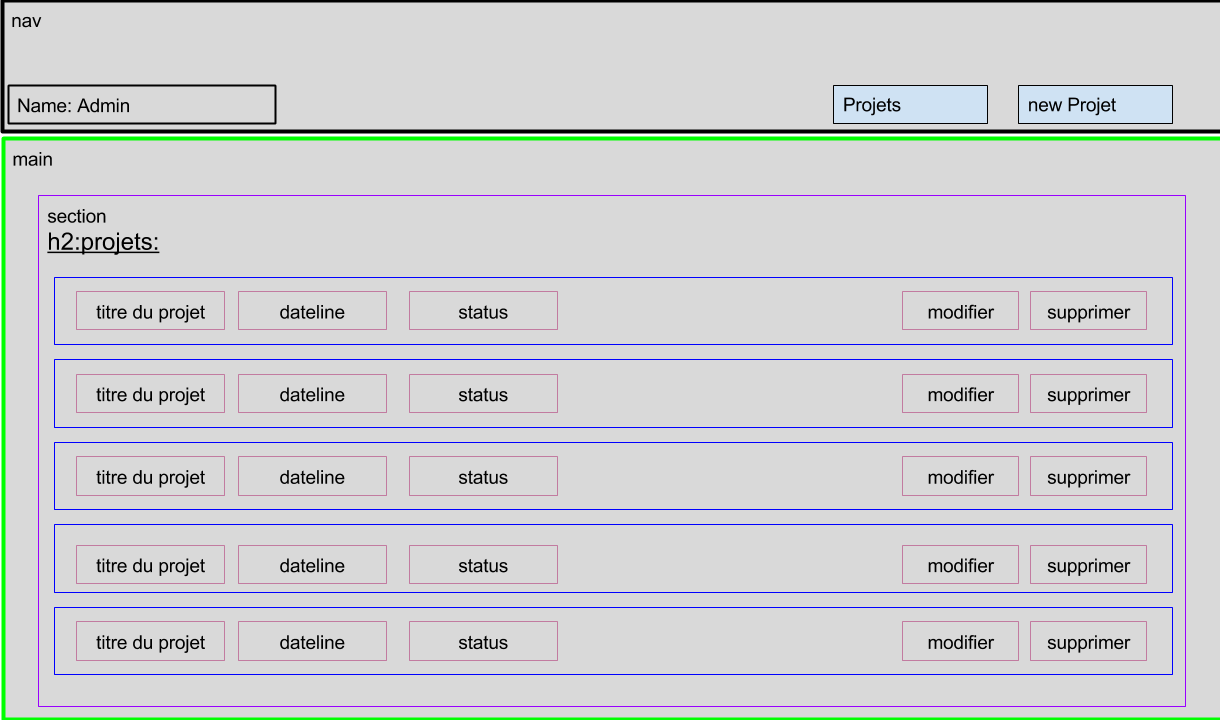 nav
Name: Admin
Projets
new Projet
main
section
h2:projets:
titre du projet dateline status modifier supprimer
titre du projet dateline status modifier supprimer
titre du projet dateline status modifier supprimer
titre du projet dateline status modifier supprimer
titre du projet dateline status modifier supprimer